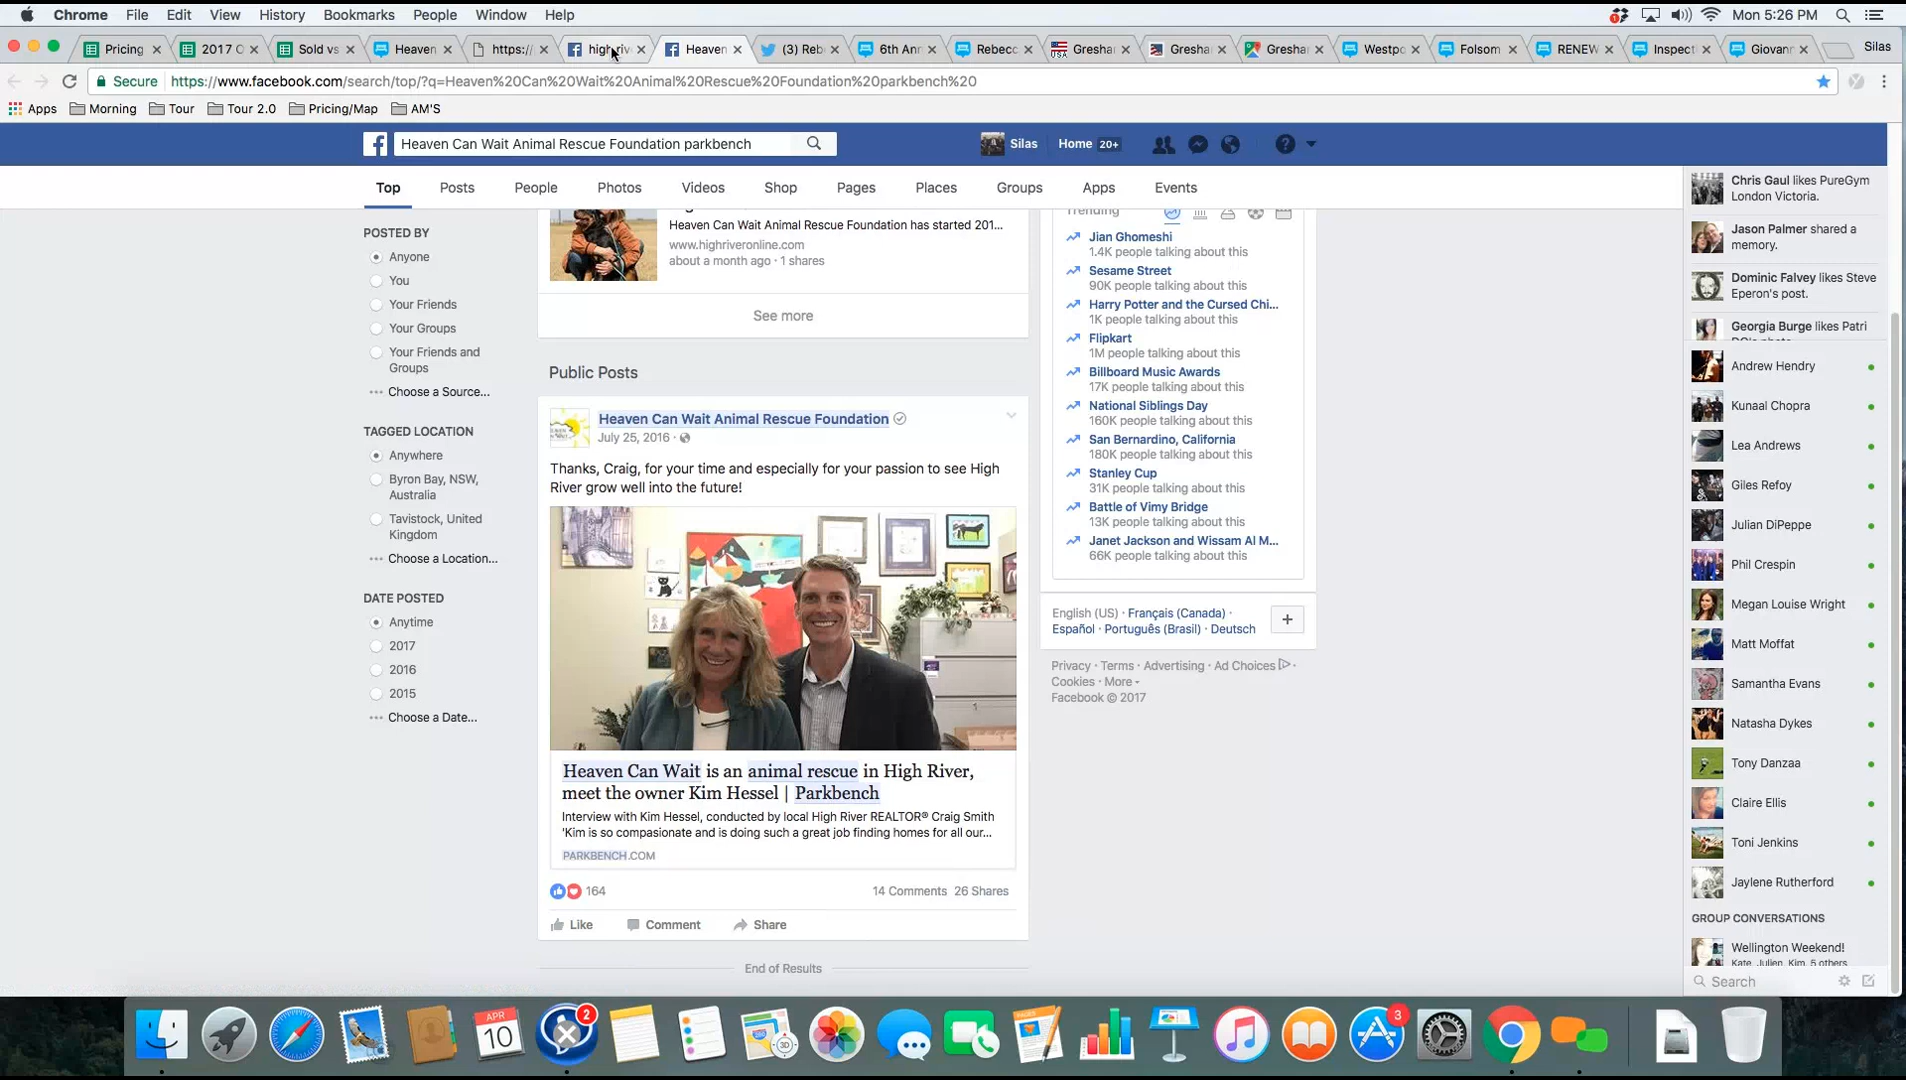 Chrome File Edit View History Bookmarks People Window Help Mon 5:26 PM
Pricing 2017 Sold vs Heaven https:/ high Heaven (3) Reb 6th Ann Rebecc Gresha Gresha Gresha Westpo Folsom RENEW Inspecti Giovan Silas
Secure https://www.facebook.com/search/top/?q=Heaven%20Can%20Wait%20Animal%20Rescue%20Foundation%20parkbench%20
Apps Morning Tour Tour 2.0 Pricing/Map AM'S
Heaven Can Wait Animal Rescue Foundation parkbench Silas Home 20+
Top Posts People Photos Videos Shop Pages Places Groups Apps Events
POSTED BY
Anyone
You
Your Friends
Your Groups
Your Friends and
Groups
Choose a Source...
TAGGED LOCATION
Anywhere
Byron Bay, NSW,
Australia
Tavistock, United
Kingdom
Choose a Location...
DATE POSTED
Anytime
2017
2016
2015
Choose a Date...
Heaven Can Wait Animal Rescue Foundation has started 201...
www.highriveronline.com
about a month ago · 1 shares
See more
Public Posts
Heaven Can Wait Animal Rescue Foundation
July 25, 2016 ·
Thanks, Craig, for your time and especially for your passion to see High
River grow well into the future!
Heaven Can Wait is an animal rescue in High River,
meet the owner Kim Hessel | Parkbench
Interview with Kim Hessel, conducted by local High River REALTOR® Craig Smith
'Kim is so compasionate and is doing such a great job finding homes for all our...
PARKBENCH.COM
164 14 Comments 26 Shares
Like Comment Share
End of Results
Trending
Jian Ghomeshi
1.4K people talking about this
Sesame Street
90K people talking about this
Harry Potter and the Cursed Chi...
1K people talking about this
Flipkart
1M people talking about this
Billboard Music Awards
17K people talking about this
National Siblings Day
160K people talking about this
San Bernardino, California
180K people talking about this
Stanley Cup
31K people talking about this
Battle of Vimy Bridge
13K people talking about this
Janet Jackson and Wissam Al M...
66K people talking about this
English (US) · Français (Canada) ·
Español · Português (Brasil) · Deutsch
Privacy · Terms · Advertising · Ad Choices ·
Cookies · More
Facebook © 2017
Chris Gaul likes PureGym
London Victoria.
Jason Palmer shared a
memory.
Dominic Falvey likes Steve
Eperon's post.
Georgia Burge likes Patri
Andrew Hendry
Kunaal Chopra
Lea Andrews
Giles Refoy
Julian DiPeppe
Phil Crespin
Megan Louise Wright
Matt Moffat
Samantha Evans
Natasha Dykes
Tony Danzaa
Claire Ellis
Toni Jenkins
Jaylene Rutherford
GROUP CONVERSATIONS
Wellington Weekend!
Kate, Julien, Kim, 5 others
Search
APR
10
2
3D
3